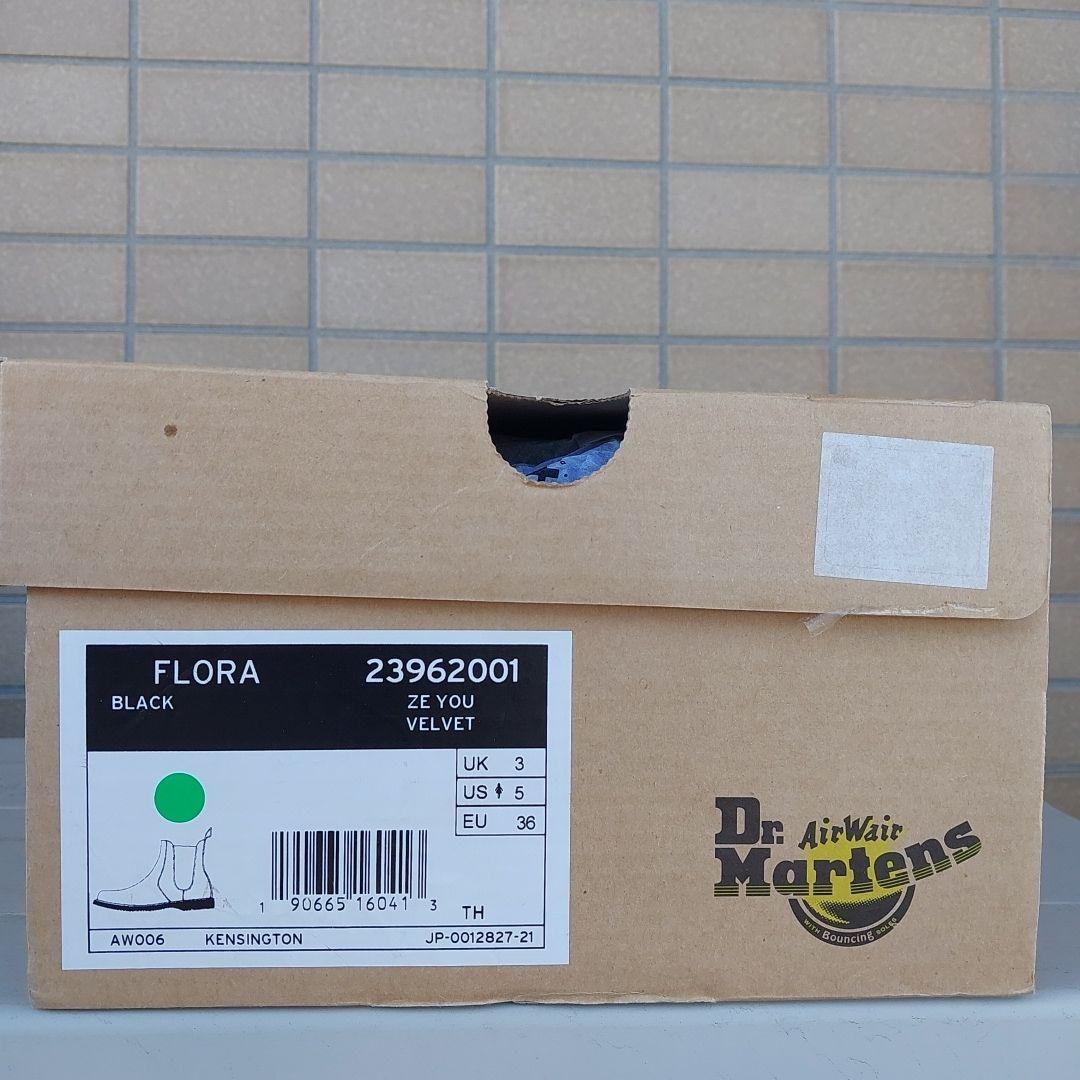 FLORA 23962001
BLACK ZE YOU
VELVET
UK 3
US 5
EU 36
1 90665 16041 3
TH
AW006 KENSINGTON JP-0012827-21
Dr. AirWair
Martens
WITH Bouncing SOLES